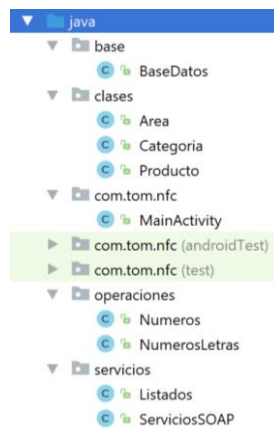 java
base
BaseDatos
clases
Area
Categoria
Producto
com.tom.nfc
MainActivity
com.tom.nfc (androidTest)
com.tom.nfc (test)
operaciones
Numeros
NumerosLetras
servicios
Listados
ServiciosSOAP